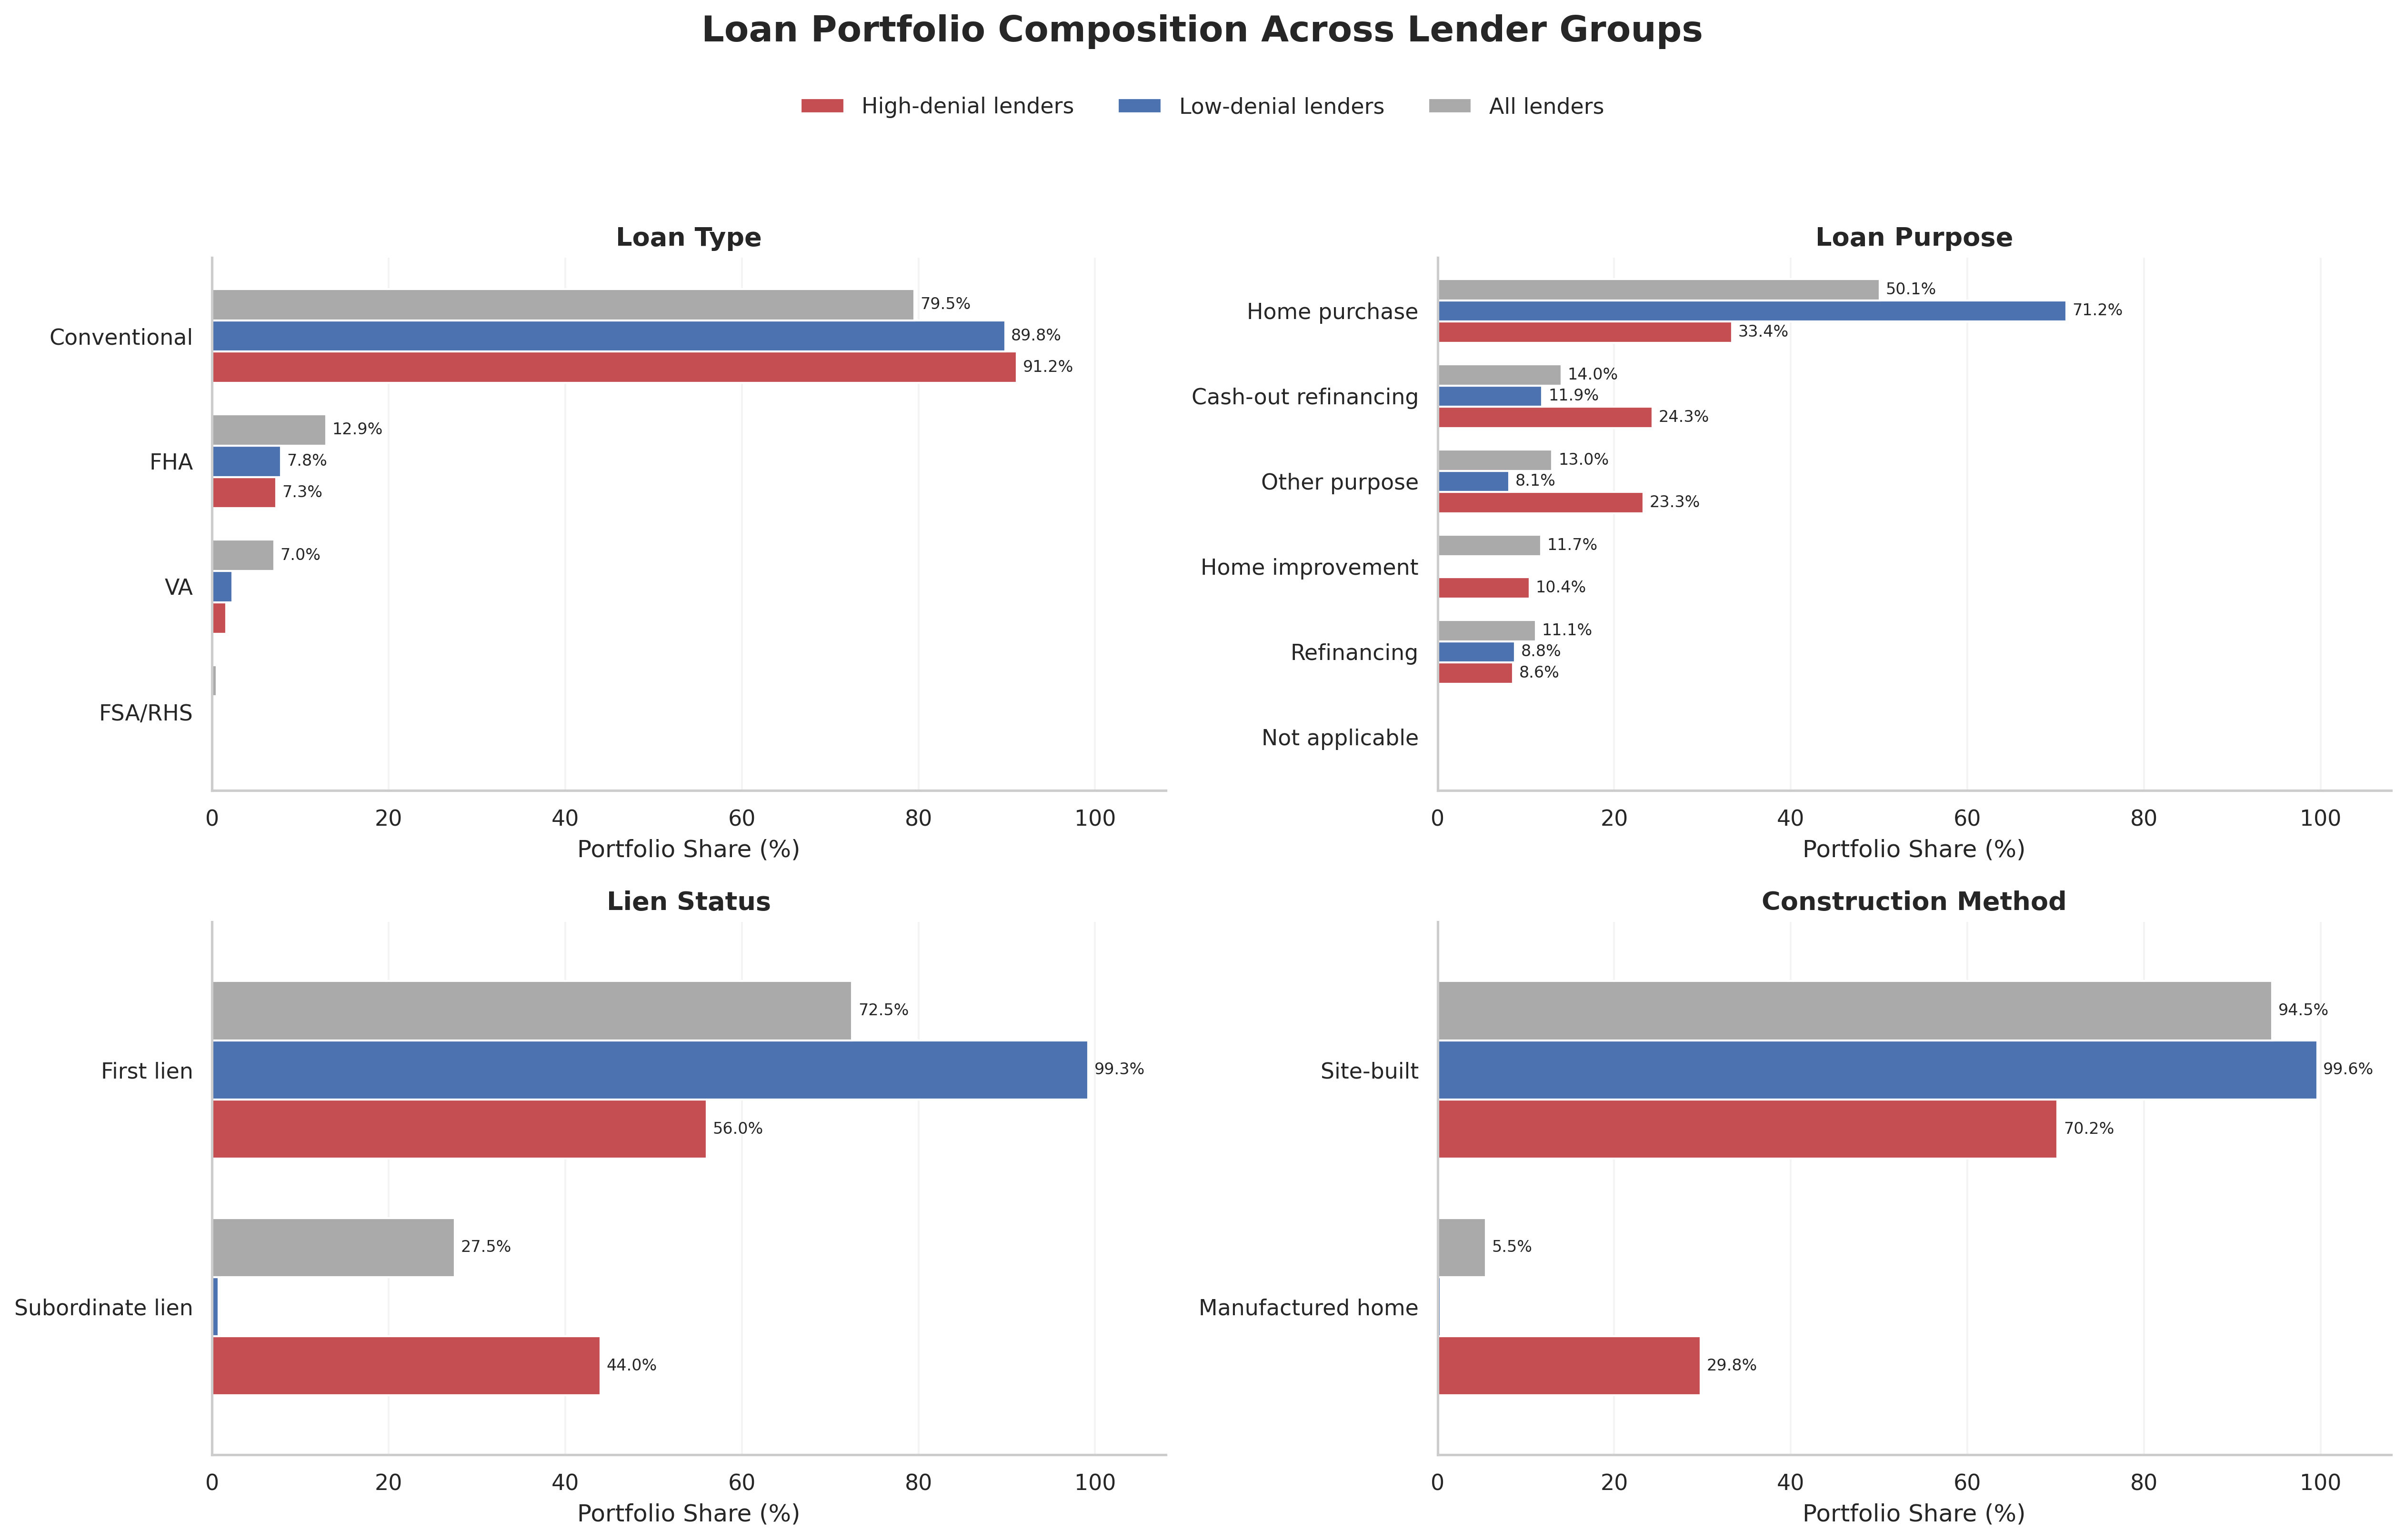 Loan Portfolio Composition Across Lender Groups
High-denial lenders
Low-denial lenders
All lenders
Loan Type
Conventional
79.5%
89.8%
91.2%
FHA
12.9%
7.8%
7.3%
VA
7.0%
FSA/RHS
0 20 40 60 80 100
Portfolio Share (%)
Loan Purpose
Home purchase
50.1%
71.2%
33.4%
Cash-out refinancing
14.0%
11.9%
24.3%
Other purpose
13.0%
8.1%
23.3%
Home improvement
11.7%
10.4%
Refinancing
11.1%
8.8%
8.6%
Not applicable
0 20 40 60 80 100
Portfolio Share (%)
Lien Status
First lien
72.5%
99.3%
56.0%
Subordinate lien
27.5%
44.0%
0 20 40 60 80 100
Portfolio Share (%)
Construction Method
Site-built
94.5%
99.6%
70.2%
Manufactured home
5.5%
29.8%
0 20 40 60 80 100
Portfolio Share (%)